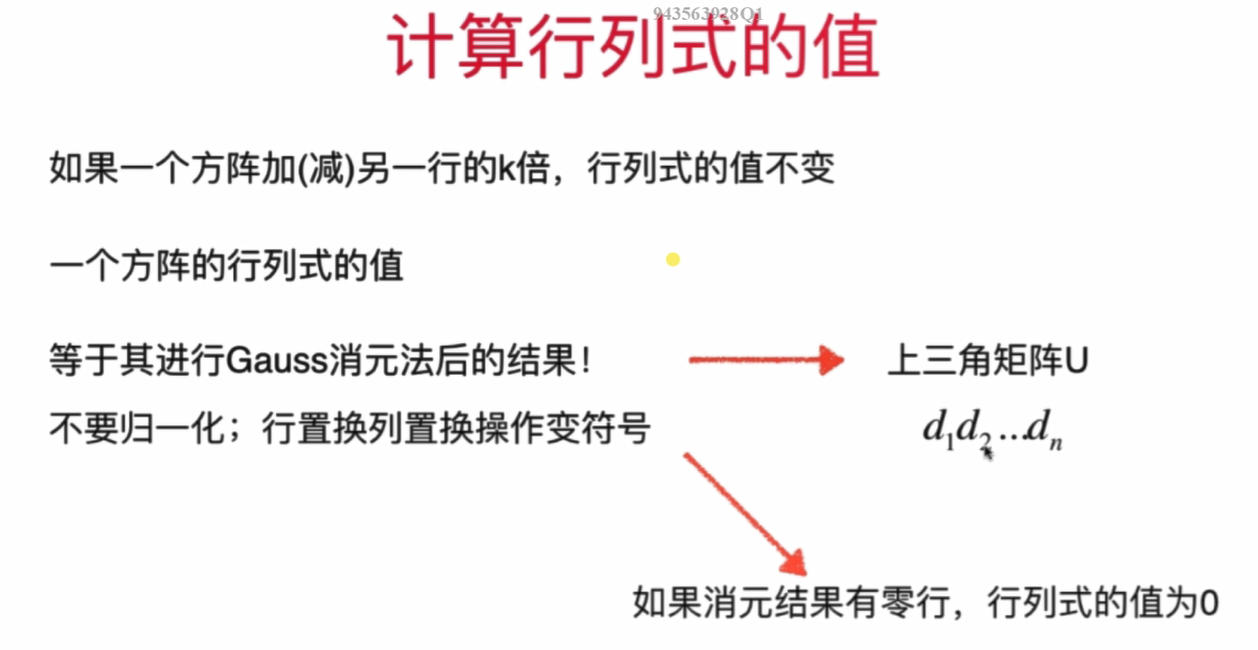 943563928Q1
计算行列式的值
如果一个方阵加(减)另一行的k倍，行列式的值不变
一个方阵的行列式的值
等于其进行Gauss消元法后的结果！
上三角矩阵U
不要归一化；行置换列置换操作变符号
d₁d₂...dₙ
如果消元结果有零行，行列式的值为0